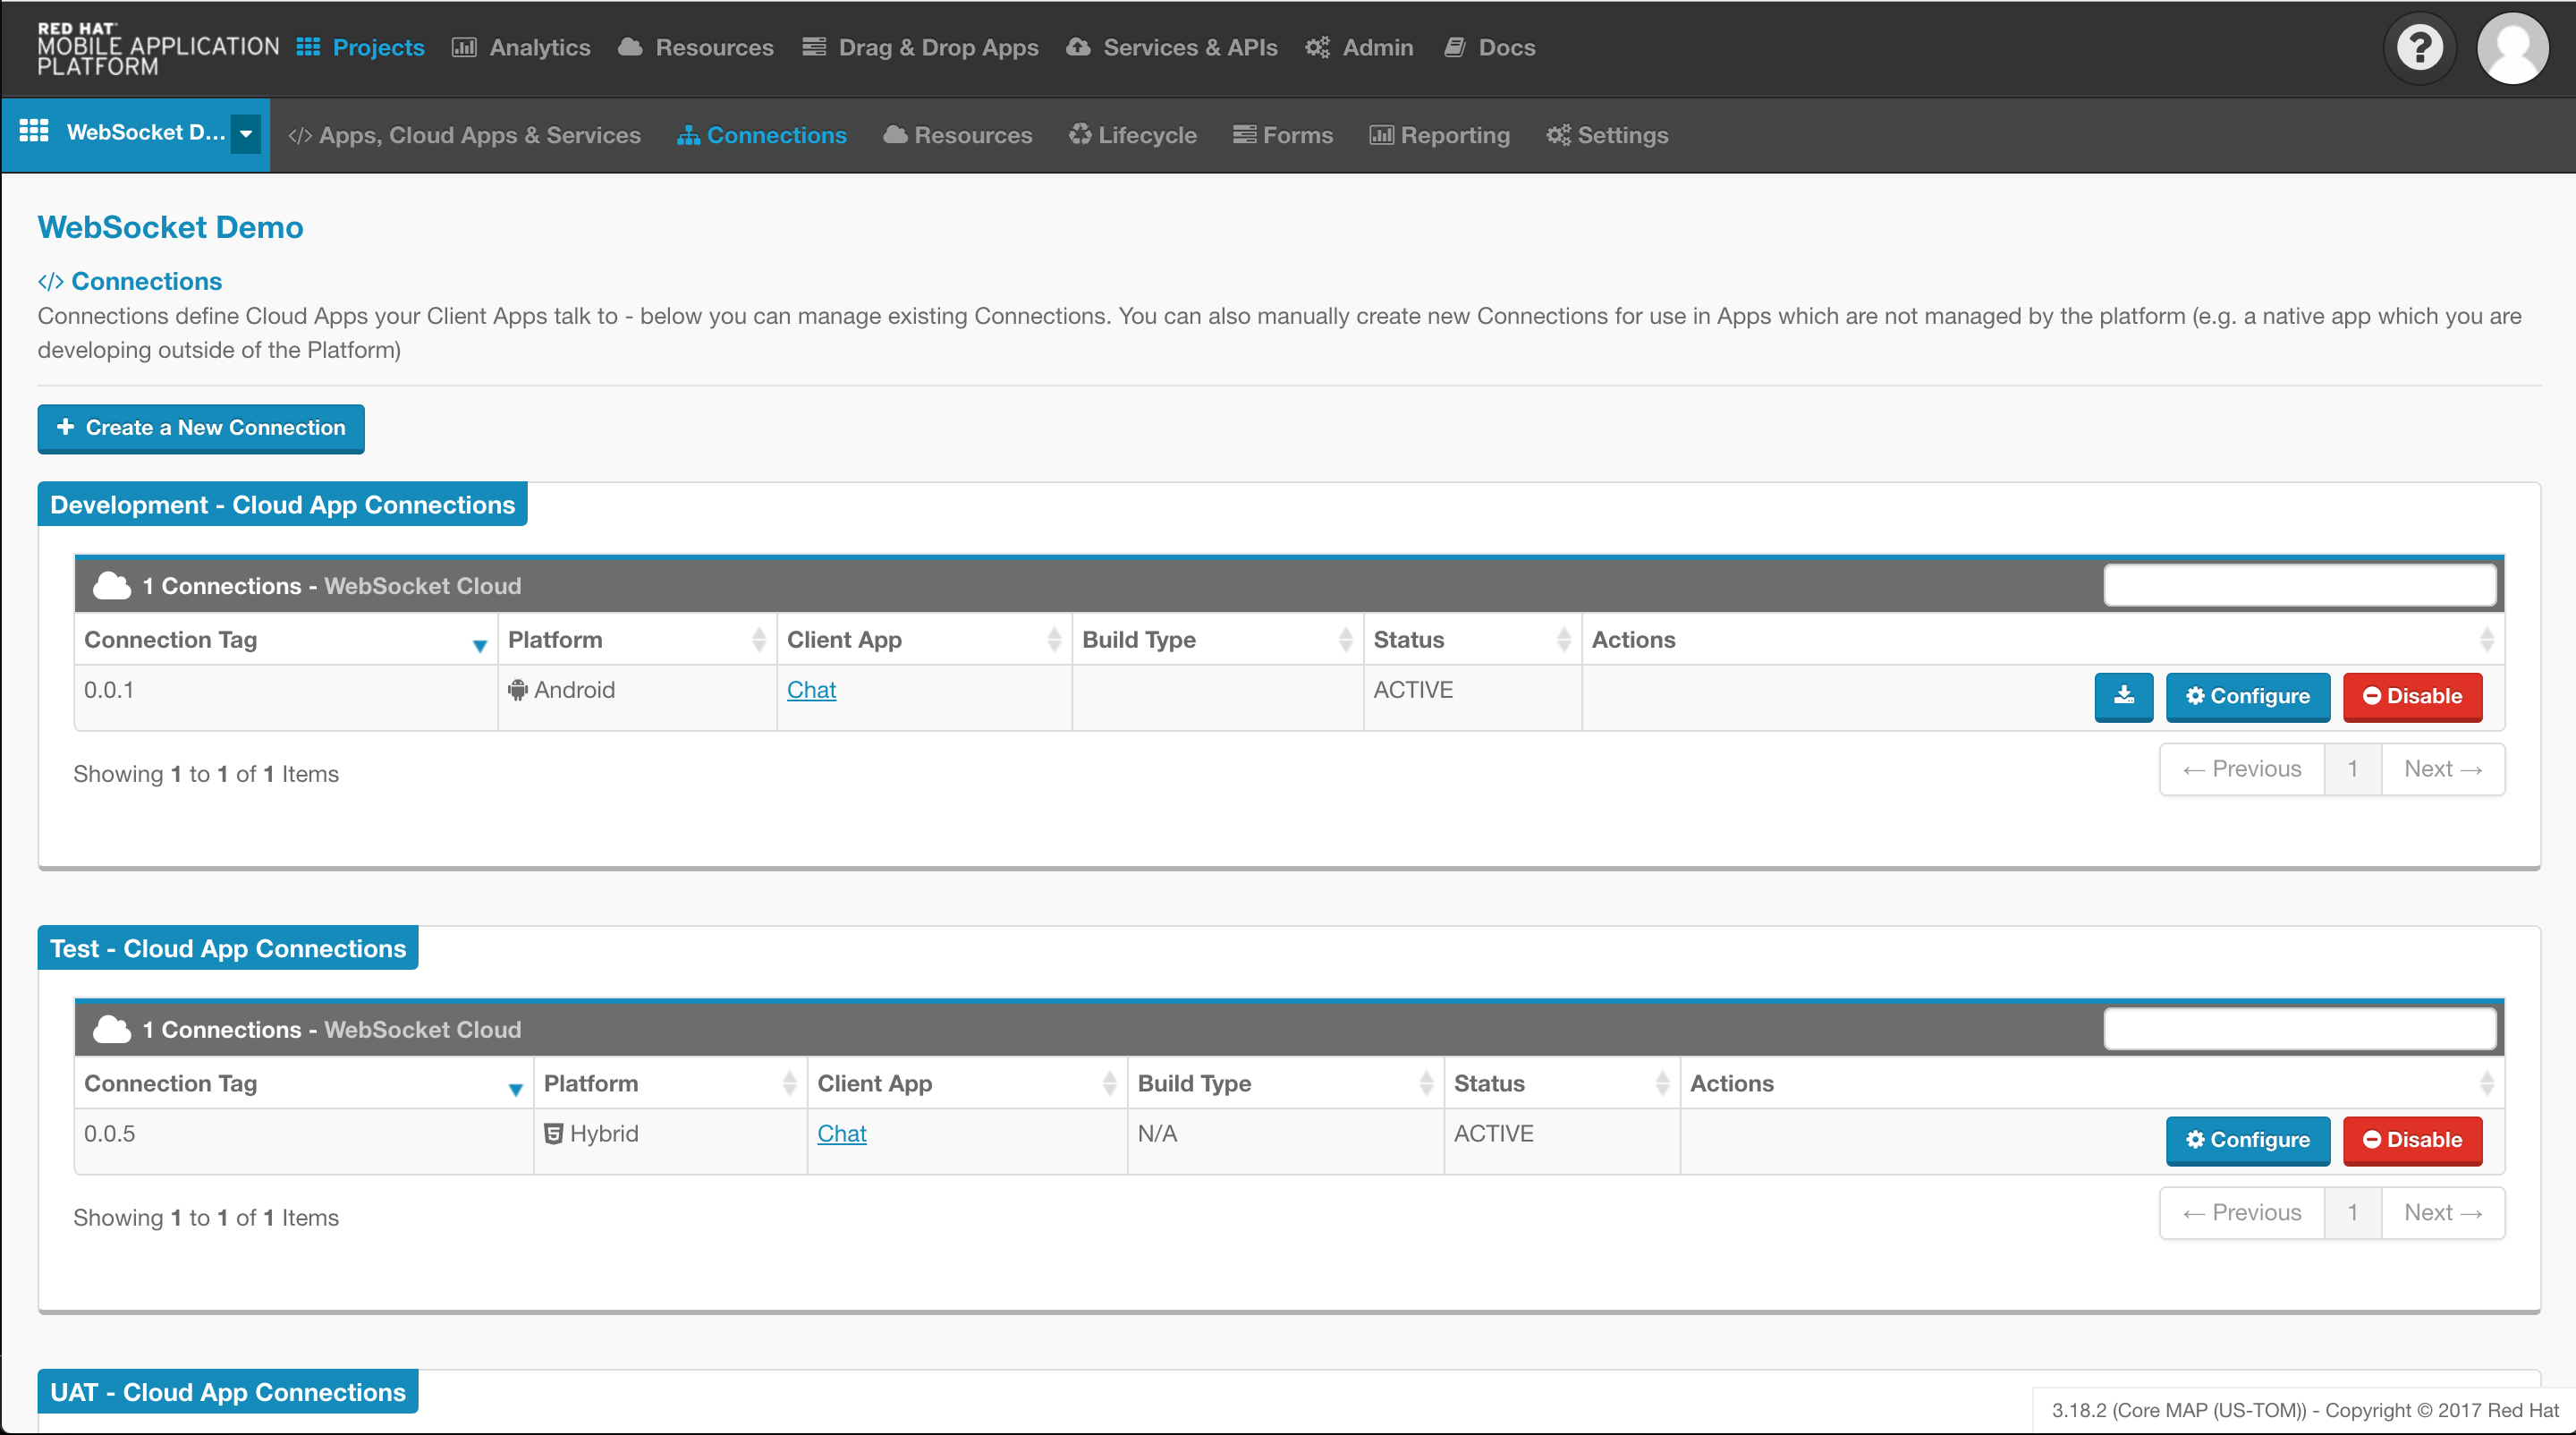 RED HAT
MOBILE APPLICATION
PLATFORM
Projects Analytics Resources Drag & Drop Apps Services & APIs Admin Docs
WebSocket D... Apps, Cloud Apps & Services Connections Resources Lifecycle Forms Reporting Settings
WebSocket Demo
</> Connections
Connections define Cloud Apps your Client Apps talk to - below you can manage existing Connections. You can also manually create new Connections for use in Apps which are not managed by the platform (e.g. a native app which you are
developing outside of the Platform)
+ Create a New Connection
Development - Cloud App Connections
1 Connections - WebSocket Cloud
Connection Tag Platform Client App Build Type Status Actions
0.0.1 Android Chat ACTIVE Configure Disable
Showing 1 to 1 of 1 Items
← Previous 1 Next →
Test - Cloud App Connections
1 Connections - WebSocket Cloud
Connection Tag Platform Client App Build Type Status Actions
0.0.5 Hybrid Chat N/A ACTIVE Configure Disable
Showing 1 to 1 of 1 Items
← Previous 1 Next →
UAT - Cloud App Connections
3.18.2 (Core MAP (US-TOM)) - Copyright © 2017 Red Hat